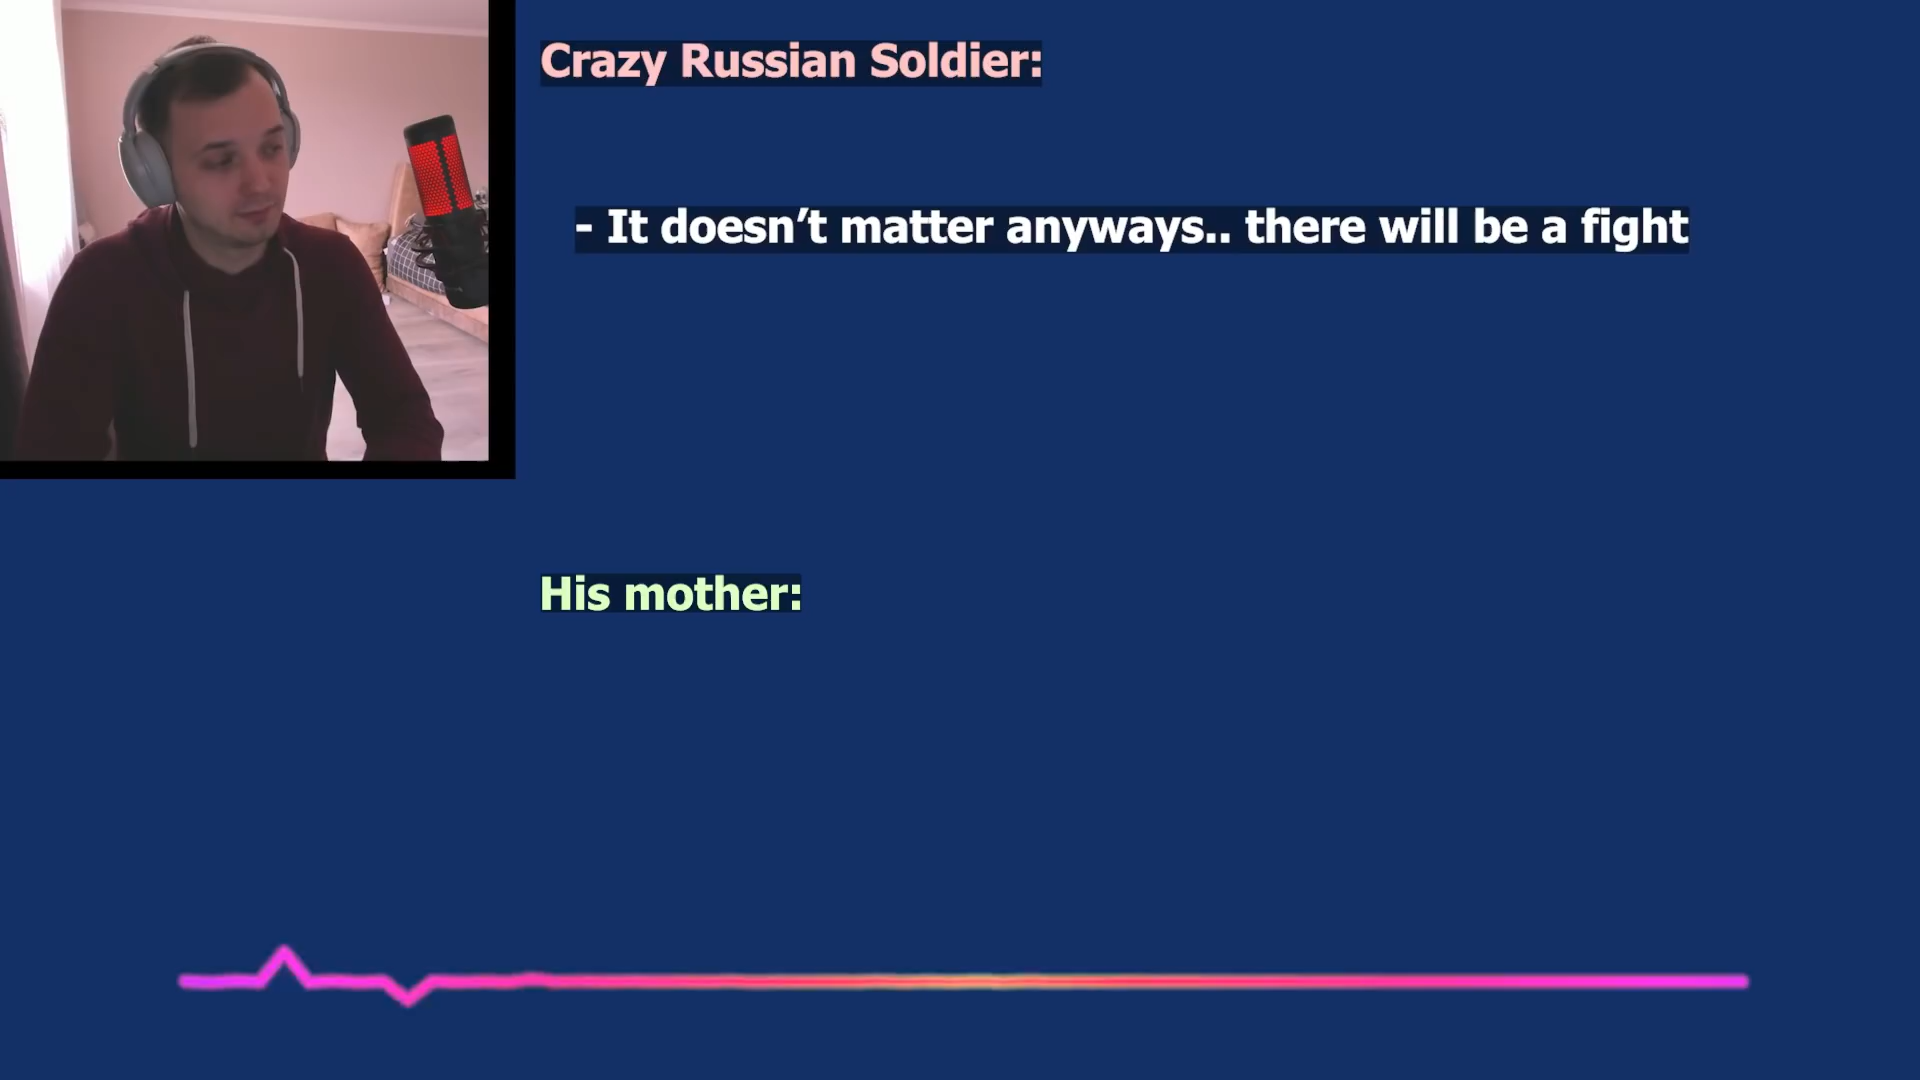 Crazy Russian Soldier:
- It doesn’t matter anyways.. there will be a fight
His mother: